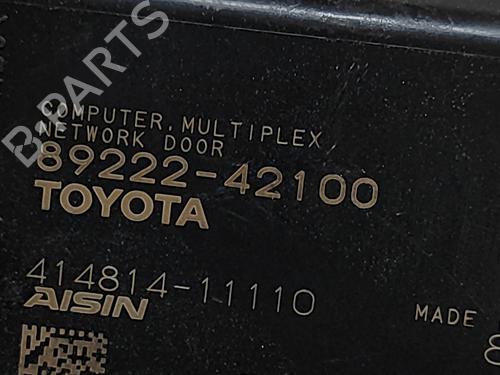 B-PARTS
COMPUTER, MULTIPLEX
NETWORK DOOR
89222-42100
TOYOTA
414814-11110
AISIN
MADE